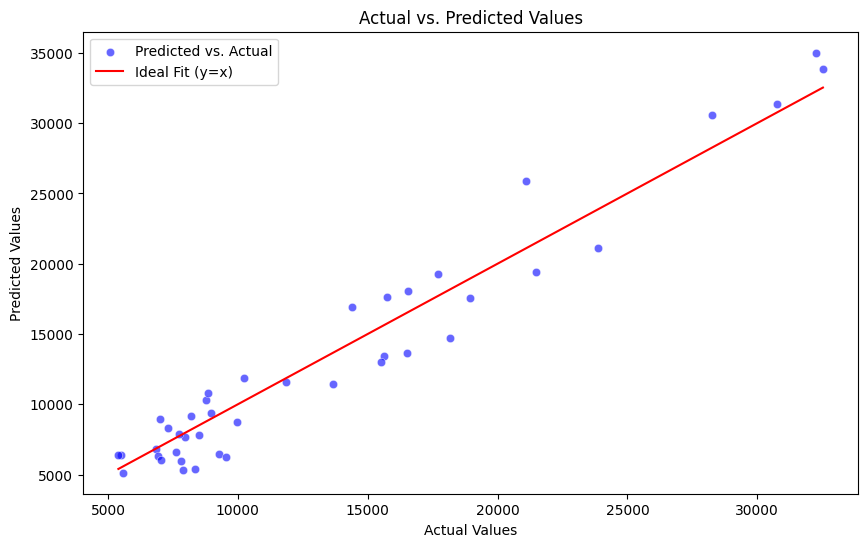 Actual vs. Predicted Values
Predicted vs. Actual
Ideal Fit (y=x)
35000
30000
25000
20000
15000
10000
5000
Predicted Values
5000
10000
15000
20000
25000
30000
Actual Values